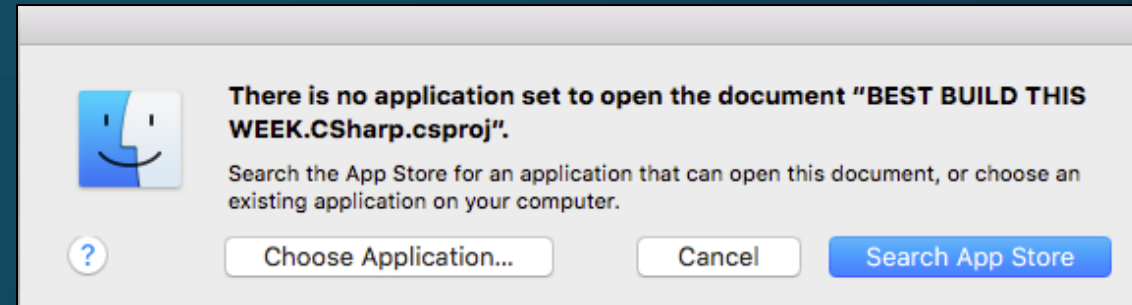 There is no application set to open the document “BEST BUILD THIS
WEEK.CSharp.csproj”.
Search the App Store for an application that can open this document, or choose an
existing application on your computer.
? Choose Application... Cancel Search App Store